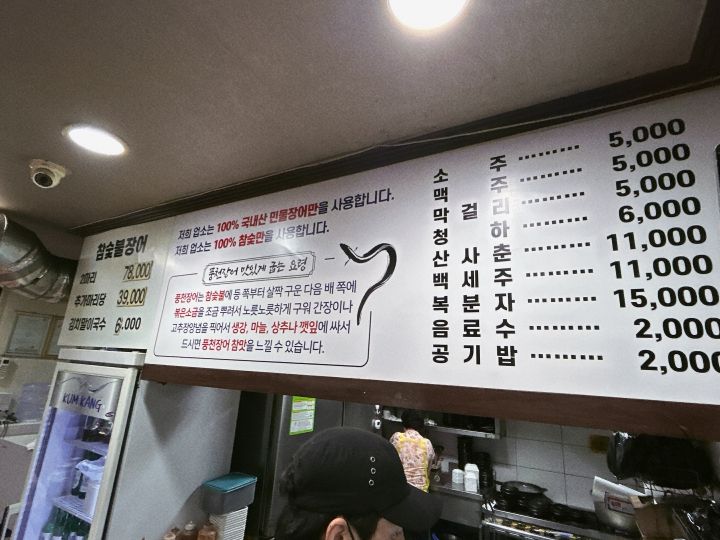 참숯불장어
2마리 78,000
추가마리당 39,000
김치말이국수 6,000
저희 업소는 100% 국내산 민물장어만을 사용합니다.
저희 업소는 100% 참숯만을 사용합니다.
풍천장어 맛있게 굽는 요령
풍천장어는 참숯불에 등 쪽부터 살짝 구운 다음 배 쪽에
볶은소금을 조금 뿌려서 노릇노릇하게 구워 간장이나
고추장양념을 찍어서 생강, 마늘, 상추나 깻잎에 싸서
드시면 풍천장어 참맛을 느낄 수 있습니다.
소 주 ·········· 5,000
맥 주 ·········· 5,000
막 걸 리 ·········· 5,000
청 하 ·········· 6,000
산 사 춘 ·········· 11,000
백 세 주 ·········· 11,000
복 분 자 ·········· 15,000
음 료 수 ·········· 2,000
공 기 밥 ·········· 2,000
KUM KANG